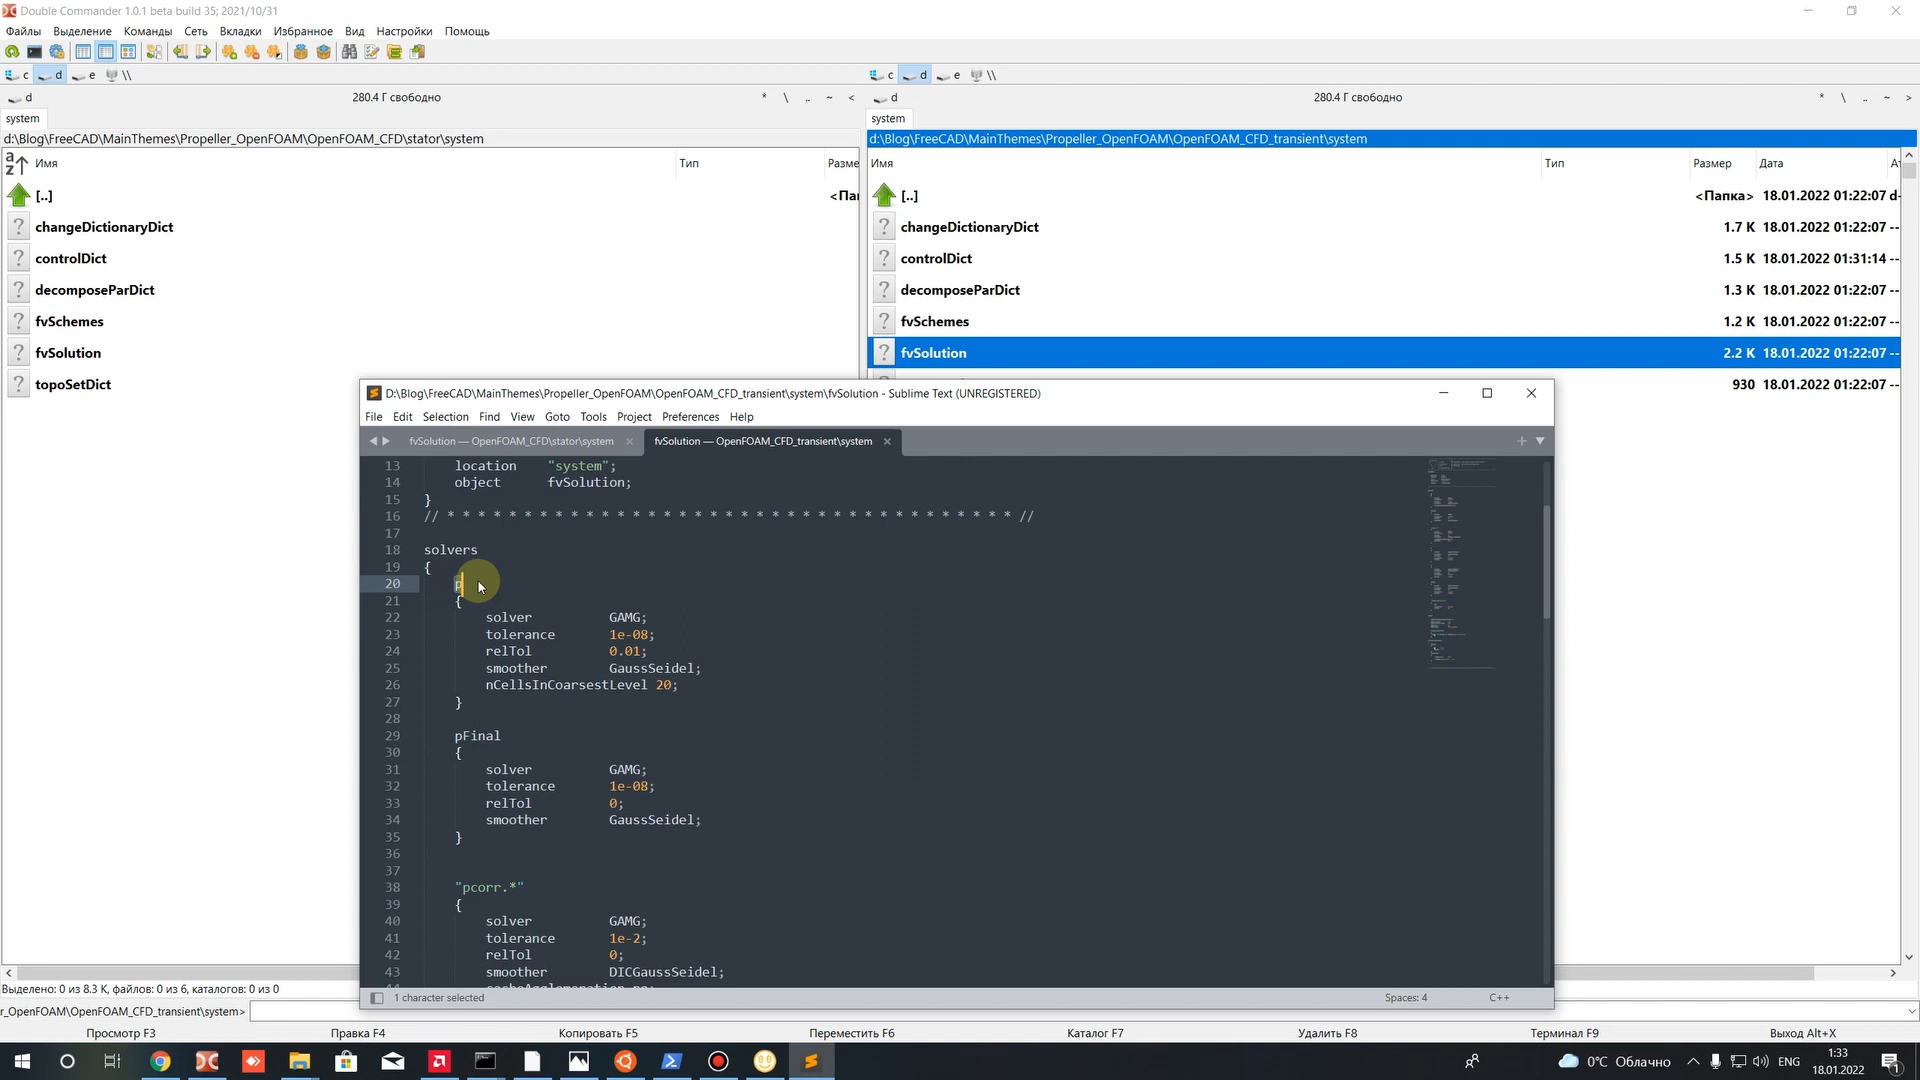 Double Commander 1.0.1 beta build 35; 2021/10/31
Файлы Выделение Команды Сеть Вкладки Избранное Вид Настройки Помощь
c d e \\
c d e \\
d 280.4 Г свободно * \ .. ~ <
d 280.4 Г свободно * \ .. ~ >
system
system
d:\Blog\FreeCAD\MainThemes\Propeller_OpenFOAM\OpenFOAM_CFD\stator\system
d:\Blog\FreeCAD\MainThemes\Propeller_OpenFOAM\OpenFOAM_CFD_transient\system
Имя Тип Разме
Имя Тип Размер Дата Ат
[..] <Пап
changeDictionaryDict
controlDict
decomposeParDict
fvSchemes
fvSolution
topoSetDict
[..] <Папка> 18.01.2022 01:22:07 d-
changeDictionaryDict 1.7 K 18.01.2022 01:22:07 --
controlDict 1.5 K 18.01.2022 01:31:14 --
decomposeParDict 1.3 K 18.01.2022 01:22:07 --
fvSchemes 1.2 K 18.01.2022 01:22:07 --
fvSolution 2.2 K 18.01.2022 01:22:07 --
930 18.01.2022 01:22:07 --
D:\Blog\FreeCAD\MainThemes\Propeller_OpenFOAM\OpenFOAM_CFD_transient\system\fvSolution - Sublime Text (UNREGISTERED)
File Edit Selection Find View Goto Tools Project Preferences Help
fvSolution — OpenFOAM_CFD\stator\system fvSolution — OpenFOAM_CFD_transient\system
13 location "system";
14 object fvSolution;
15 }
16 // * * * * * * * * * * * * * * * * * * * * * * * * * * * * * * * * * * * * * //
17
18 solvers
19 {
20 p
21 {
22 solver GAMG;
23 tolerance 1e-08;
24 relTol 0.01;
25 smoother GaussSeidel;
26 nCellsInCoarsestLevel 20;
27 }
28
29 pFinal
30 {
31 solver GAMG;
32 tolerance 1e-08;
33 relTol 0;
34 smoother GaussSeidel;
35 }
36
37
38 "pcorr.*"
39 {
40 solver GAMG;
41 tolerance 1e-2;
42 relTol 0;
43 smoother DICGaussSeidel;
1 character selected Spaces: 4 C++
Выделено: 0 из 8.3 K, файлов: 0 из 6, каталогов: 0 из 0
r_OpenFOAM\OpenFOAM_CFD_transient\system>
Просмотр F3 Правка F4 Копировать F5 Переместить F6 Каталог F7 Удалить F8 Терминал F9 Выход Alt+X
0°C Облачно ENG 1:33
18.01.2022 1